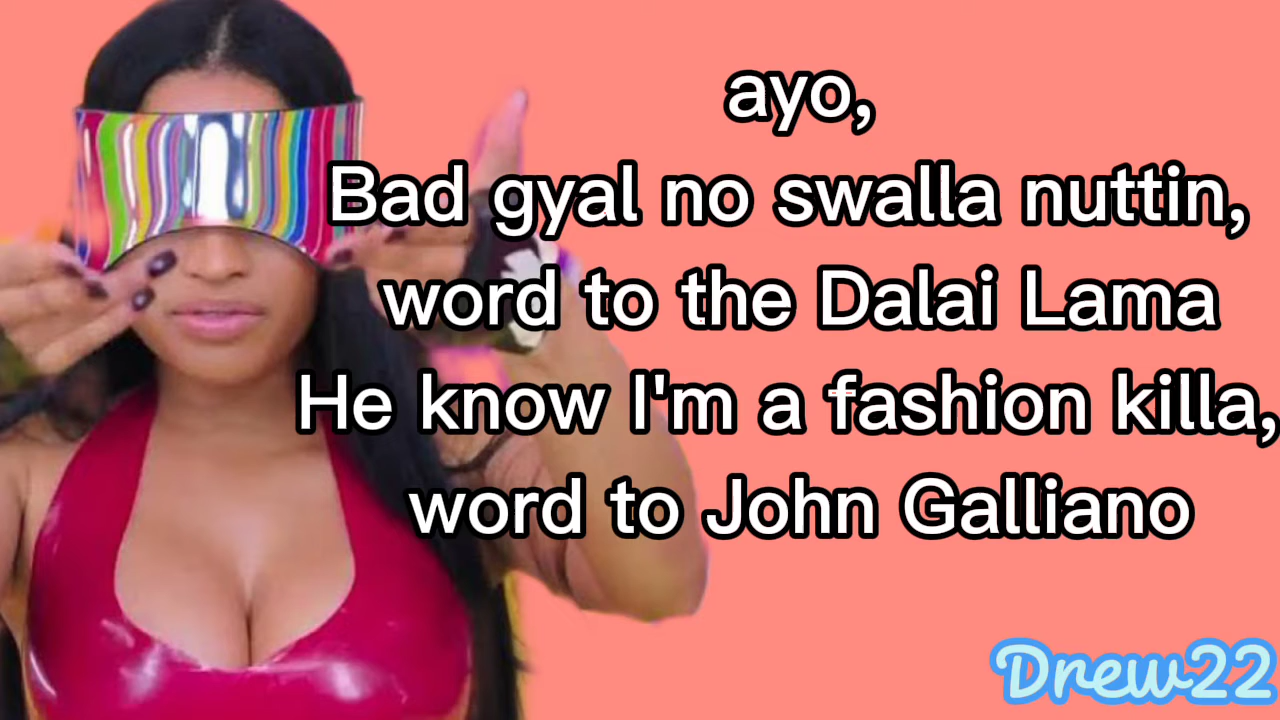 ayo,
Bad gyal no swalla nuttin,
word to the Dalai Lama
He know I'm a fashion killa,
word to John Galliano
Drew22